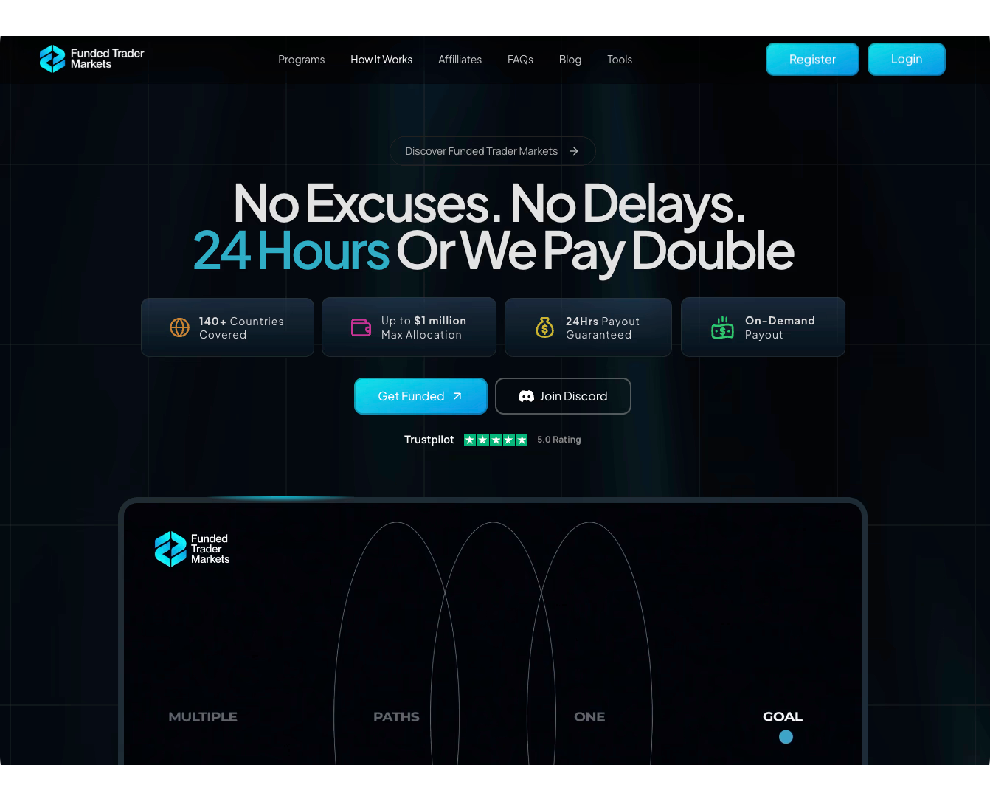 Funded Trader
Markets
Programs
How It Works
Affilliates
FAQs
Blog
Tools
Register
Login
Discover Funded Trader Markets
No Excuses. No Delays.
24 Hours Or We Pay Double
140+ Countries
Covered
Up to $1 million
Max Allocation
24Hrs Payout
Guaranteed
On-Demand
Payout
Get Funded
Join Discord
Trustpilot
5.0 Rating
Funded
Trader
Markets
MULTIPLE
PATHS
ONE
GOAL